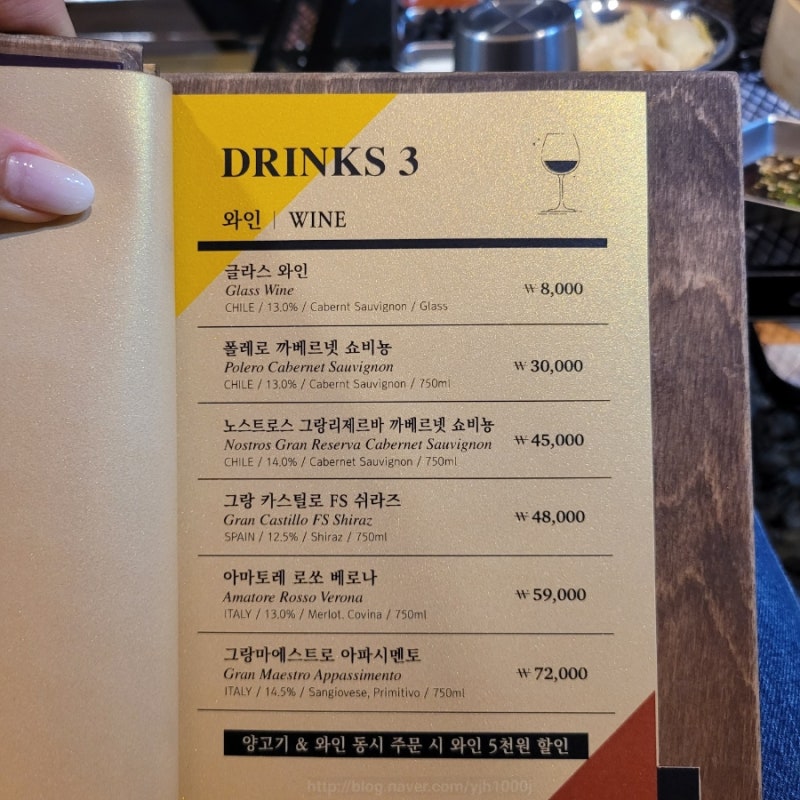 DRINKS 3
와인 | WINE
글라스 와인
Glass Wine
₩ 8,000
CHILE / 13.0% / Cabernt Sauvignon / Glass
폴레로 까베르넷 쇼비뇽
Polero Cabernet Sauvignon
₩ 30,000
CHILE / 13.0% / Cabernt Sauvignon / 750ml
노스트로스 그랑리제르바 까베르넷 쇼비뇽
Nostros Gran Reserva Cabernet Sauvignon
₩ 45,000
CHILE / 14.0% / Cabernet Sauvignon / 750ml
그랑 카스틸로 FS 쉬라즈
Gran Castillo FS Shiraz
₩ 48,000
SPAIN / 12.5% / Shiraz / 750ml
아마토레 로쏘 베로나
Amatore Rosso Verona
₩ 59,000
ITALY / 13.0% / Merlot. Covina / 750ml
그랑마에스트로 아파시멘토
Gran Maestro Appassimento
₩ 72,000
ITALY / 14.5% / Sangiovese, Primitivo / 750ml
양고기 & 와인 동시 주문 시 와인 5천원 할인
http://blog.naver.com/yjh1000j